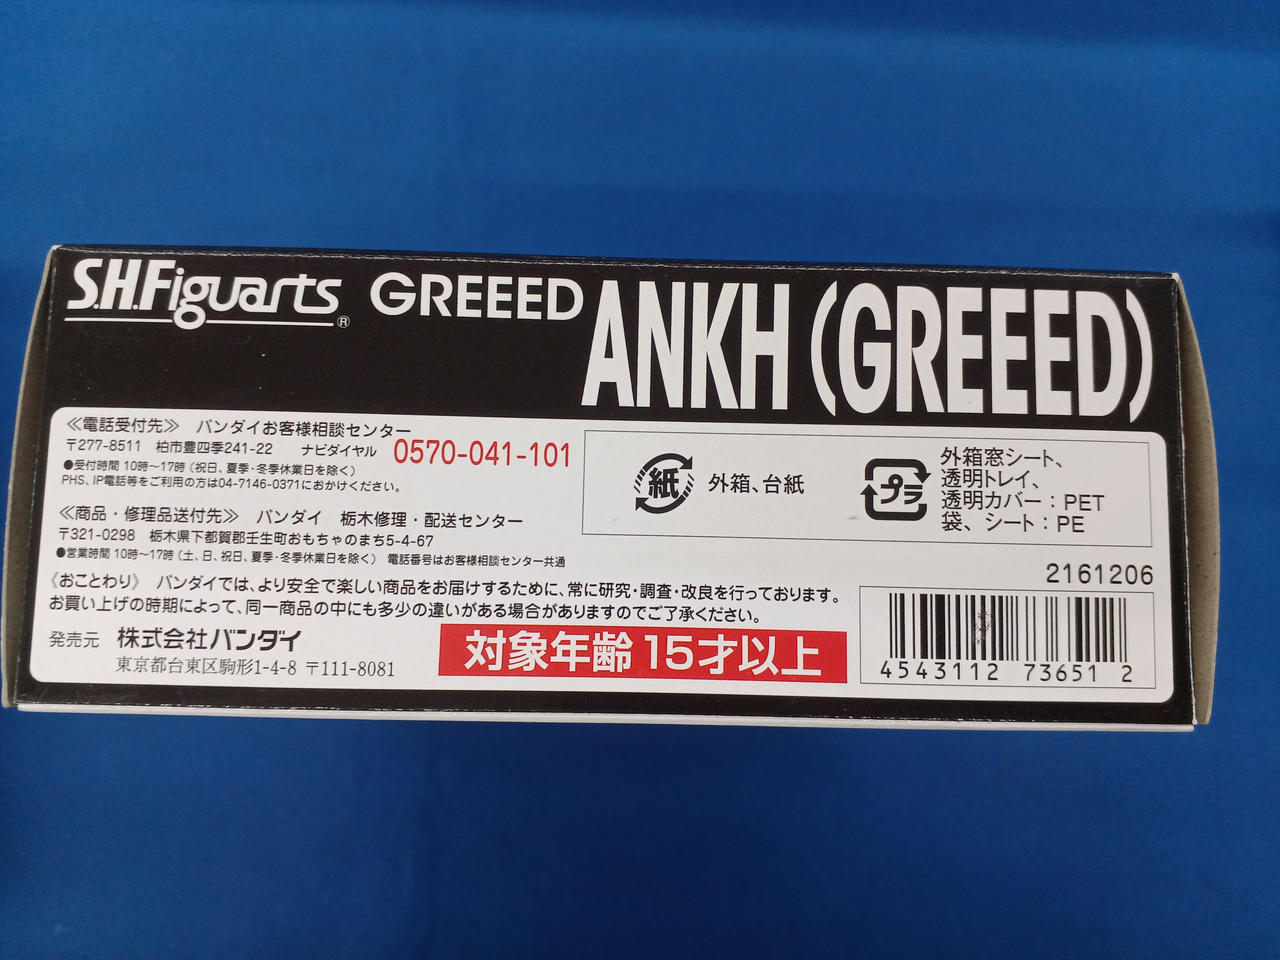 S.H.Figuarts® GREEED ANKH (GREEED)
≪電話受付先≫ バンダイお客様相談センター
〒277-8511 柏市豊四季241-22 ナビダイヤル 0570-041-101
●受付時間 10時〜17時(祝日、夏季・冬季休業日を除く)
PHS、IP電話等をご利用の方は04-7146-0371におかけください。
≪商品・修理品送付先≫ バンダイ 栃木修理・配送センター
〒321-0298 栃木県下都賀郡壬生町おもちゃのまち5-4-67
●営業時間 10時〜17時(土、日、祝日、夏季・冬季休業日を除く) 電話番号はお客様相談センター共通
《おことわり》 バンダイでは、より安全で楽しい商品をお届けするために、常に研究・調査・改良を行っております。
お買い上げの時期によって、同一商品の中にも多少の違いがある場合がありますのでご了承ください。
発売元 株式会社バンダイ
東京都台東区駒形1-4-8 〒111-8081
対象年齢 15才以上
紙 外箱、台紙
プラ 外箱窓シート、
透明トレイ、
透明カバー:PET
袋、シート:PE
2161206
4543112 73651 2